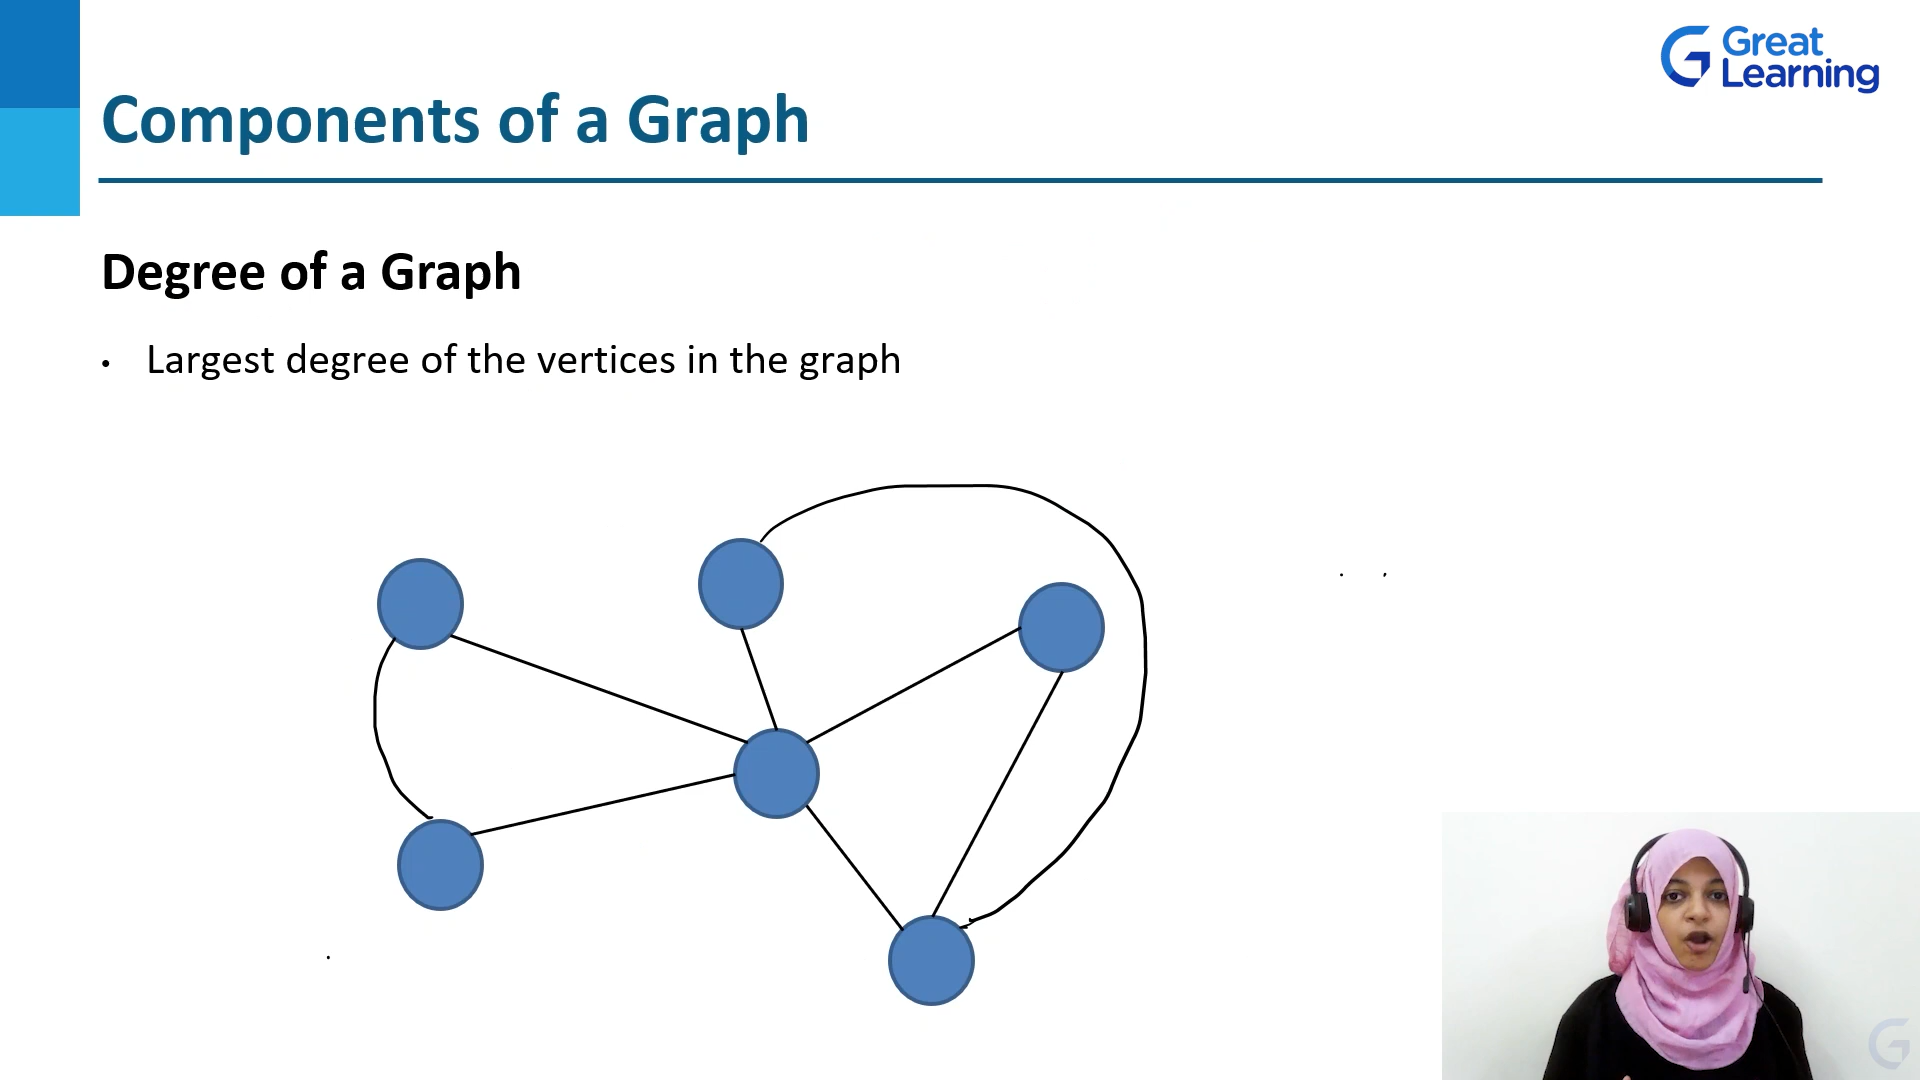 Great
Learning
Components of a Graph
Degree of a Graph
• Largest degree of the vertices in the graph